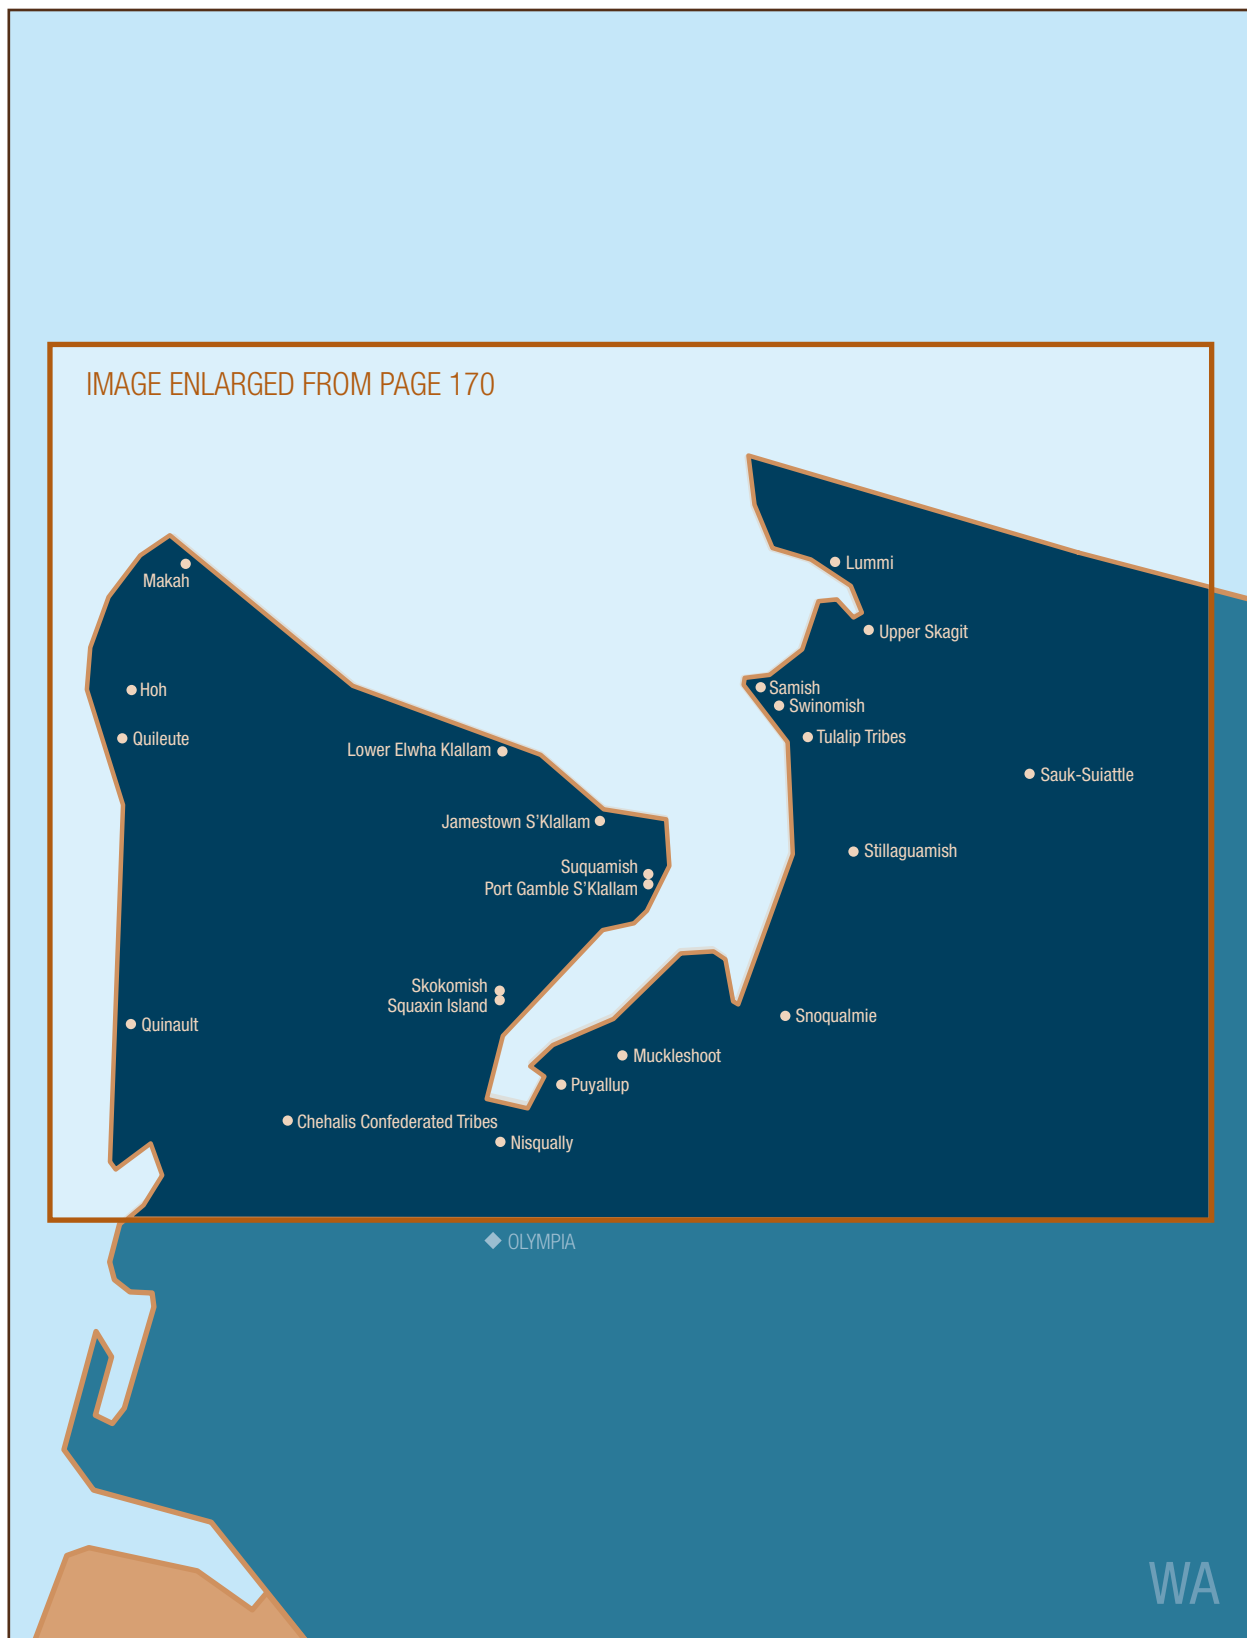 IMAGE ENLARGED FROM PAGE 170
Lummi
Makah
Upper Skagit
Samish
Hoh
Swinomish
Quileute
Tulalip Tribes
Lower Elwha Klallam
Sauk-Suiattle
Jamestown S’Klallam
Stillaguamish
Suquamish
Port Gamble S’Klallam
Skokomish
Squaxin Island
Snoqualmie
Quinault
Muckleshoot
Puyallup
Chehalis Confederated Tribes
Nisqually
OLYMPIA
WA